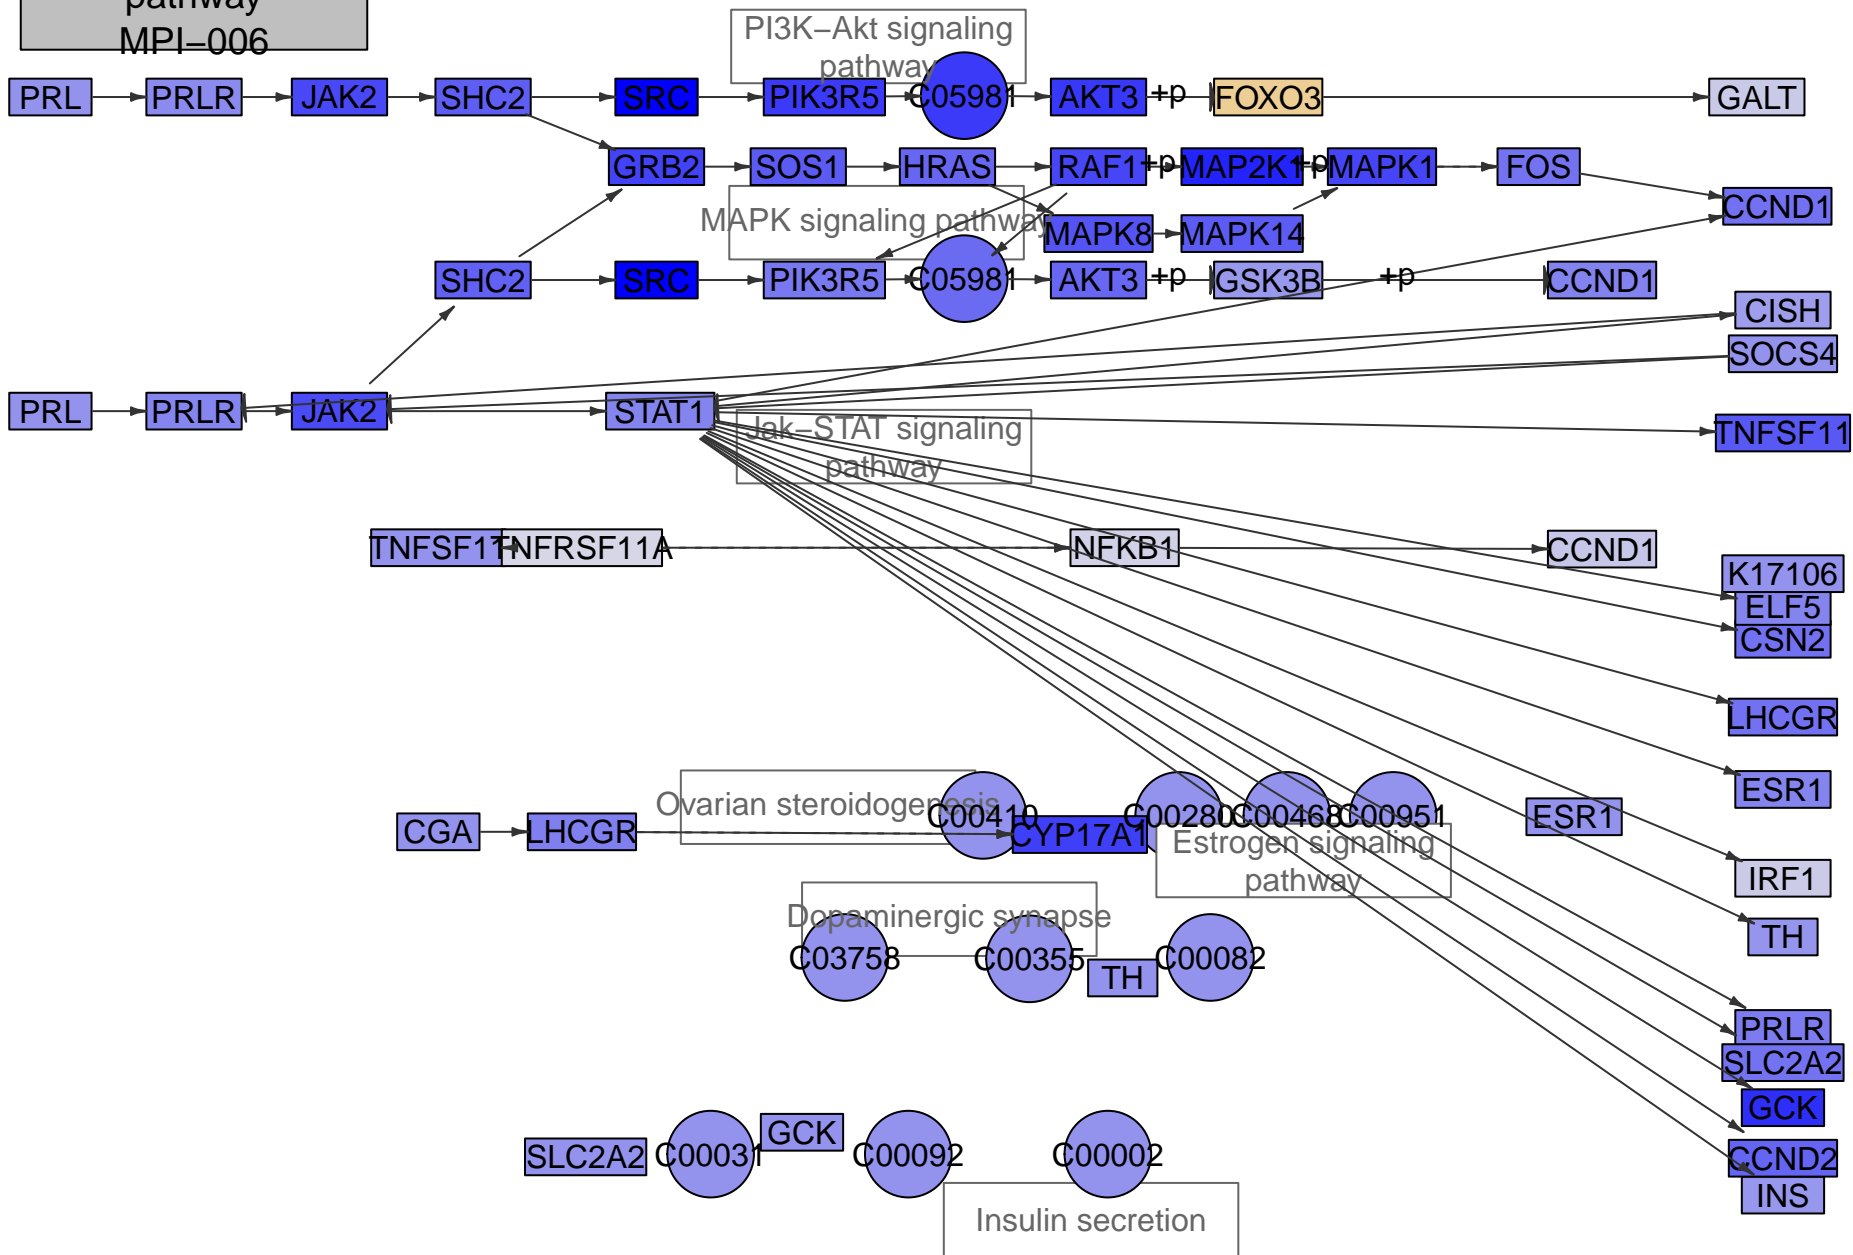 pathway
MPI–006
PI3K–Akt signaling
pathway
PRL
PRLR
JAK2
SHC2
SRC
PIK3R5
C05981
AKT3
+p
FOXO3
GALT
GRB2
SOS1
HRAS
RAF1
+p
MAP2K1
+p
MAPK1
FOS
CCND1
MAPK signaling pathway
MAPK8
MAPK14
SHC2
SRC
PIK3R5
C05981
AKT3
+p
GSK3B
+p
CCND1
CISH
SOCS4
PRL
PRLR
JAK2
STAT1
Jak–STAT signaling
pathway
TNFSF11
TNFSF11
TNFRSF11A
NFKB1
CCND1
K17106
ELF5
CSN2
LHCGR
ESR1
Ovarian steroidogenesis
C00410
C00280
C00468
C00951
ESR1
CGA
LHCGR
CYP17A1
Estrogen signaling
pathway
IRF1
Dopaminergic synapse
TH
C03758
C00355
TH
C00082
PRLR
SLC2A2
GCK
GCK
SLC2A2
C00031
C00092
C00002
CCND2
INS
Insulin secretion